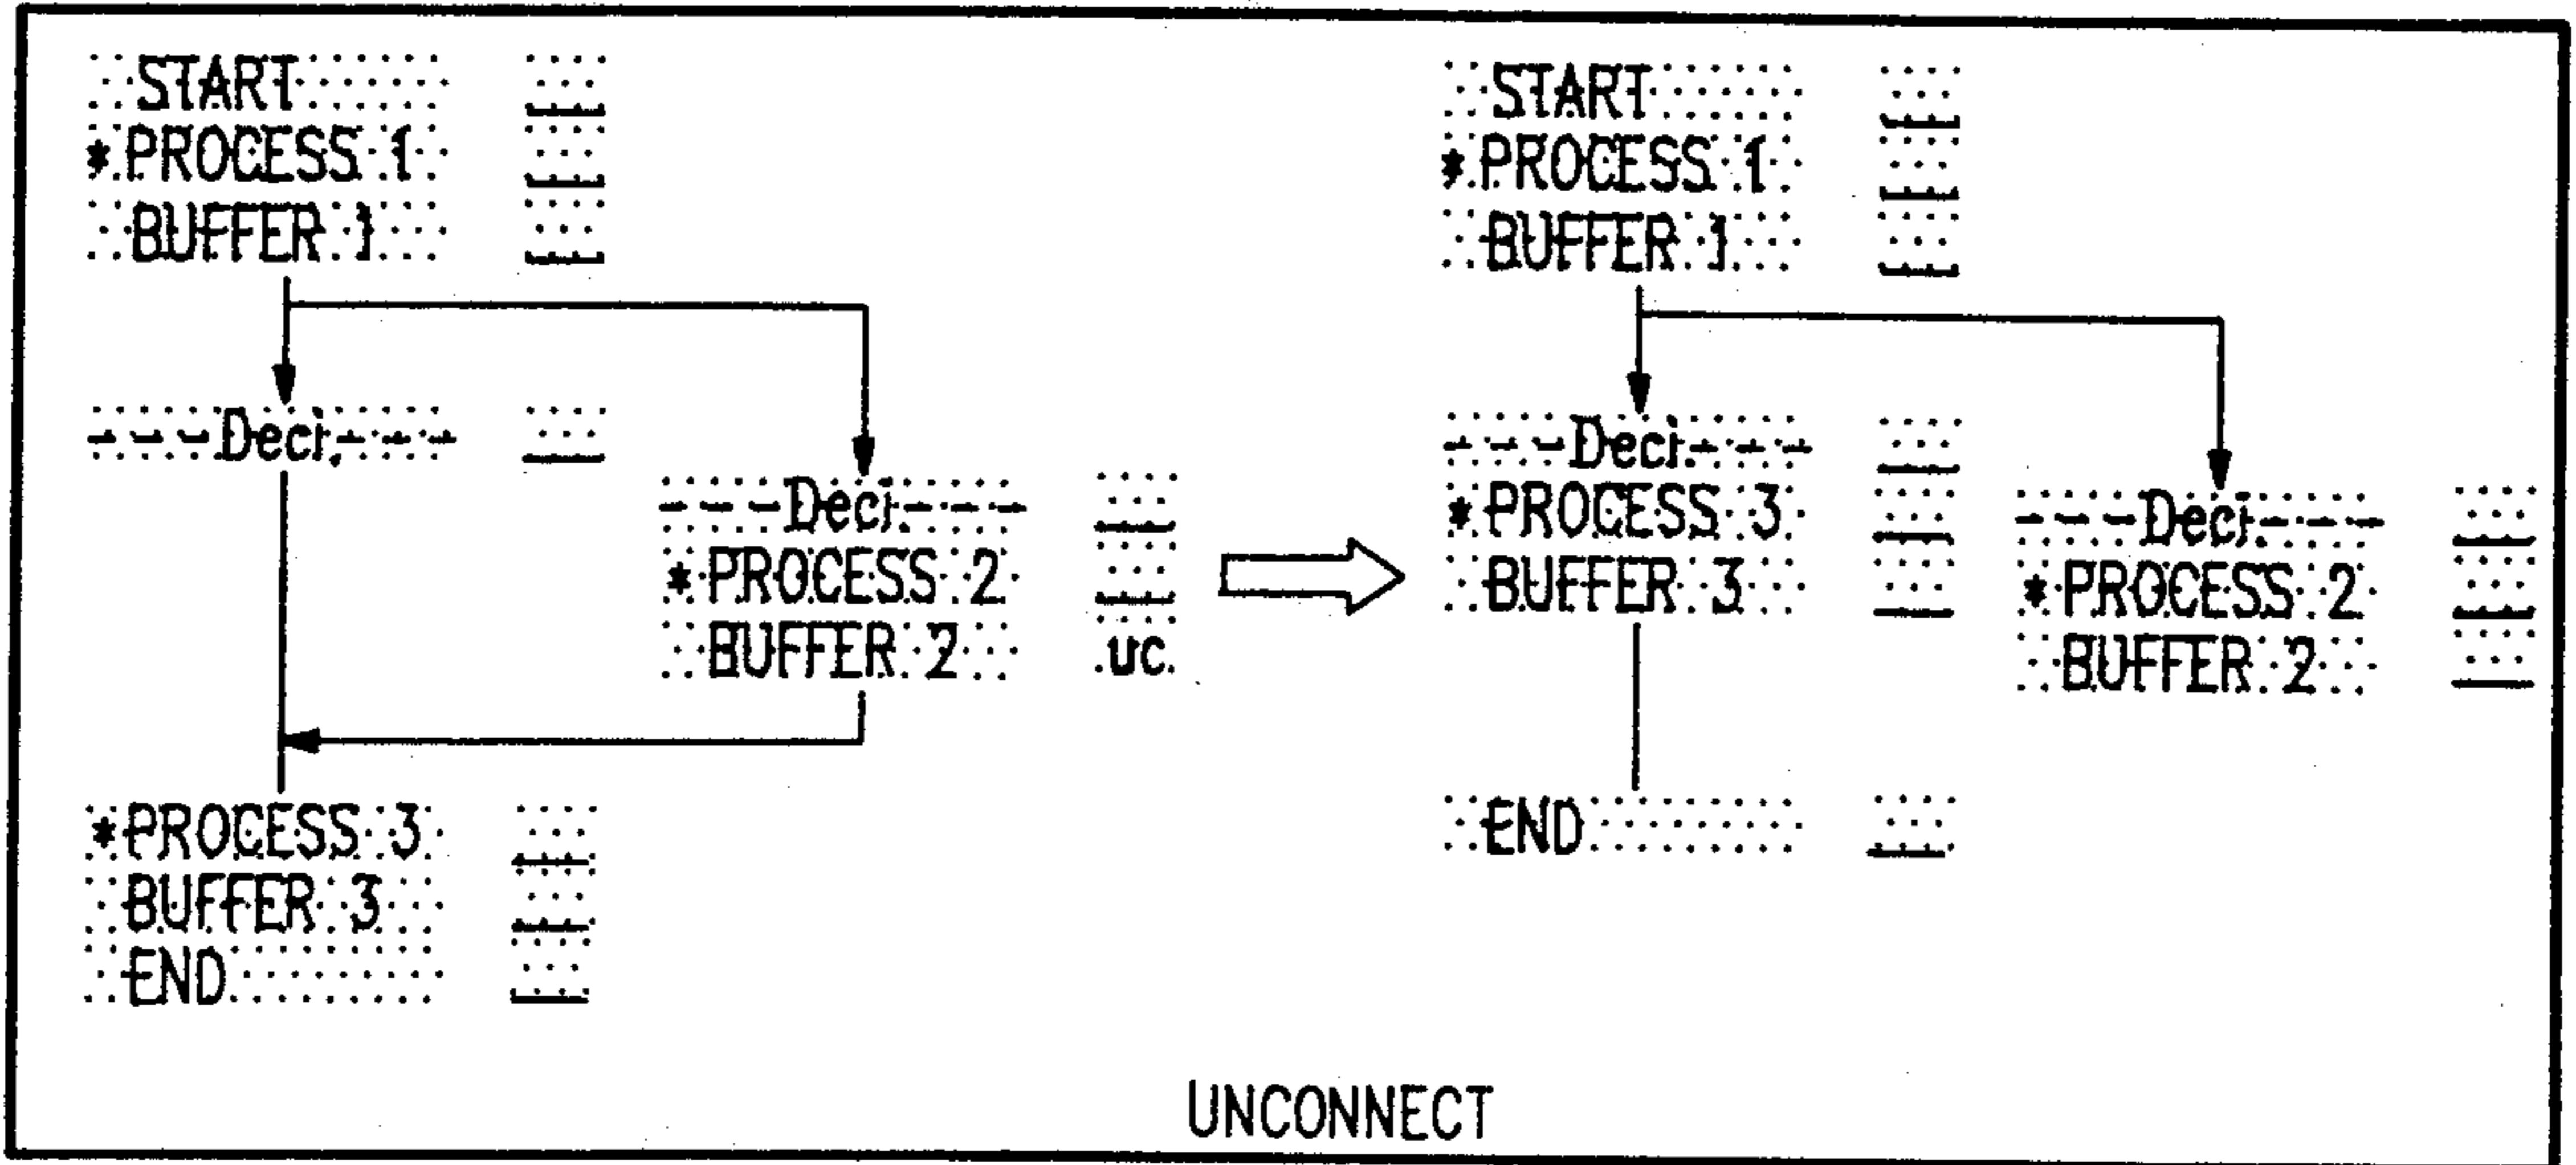 START
*PROCESS 1
BUFFER 1
---Deci.---
---Deci.---
*PROCESS 2
BUFFER 2 uc
*PROCESS 3
BUFFER 3
END
START
*PROCESS 1
BUFFER 1
---Deci.---
*PROCESS 3
BUFFER 3
---Deci.---
*PROCESS 2
BUFFER 2
END
UNCONNECT